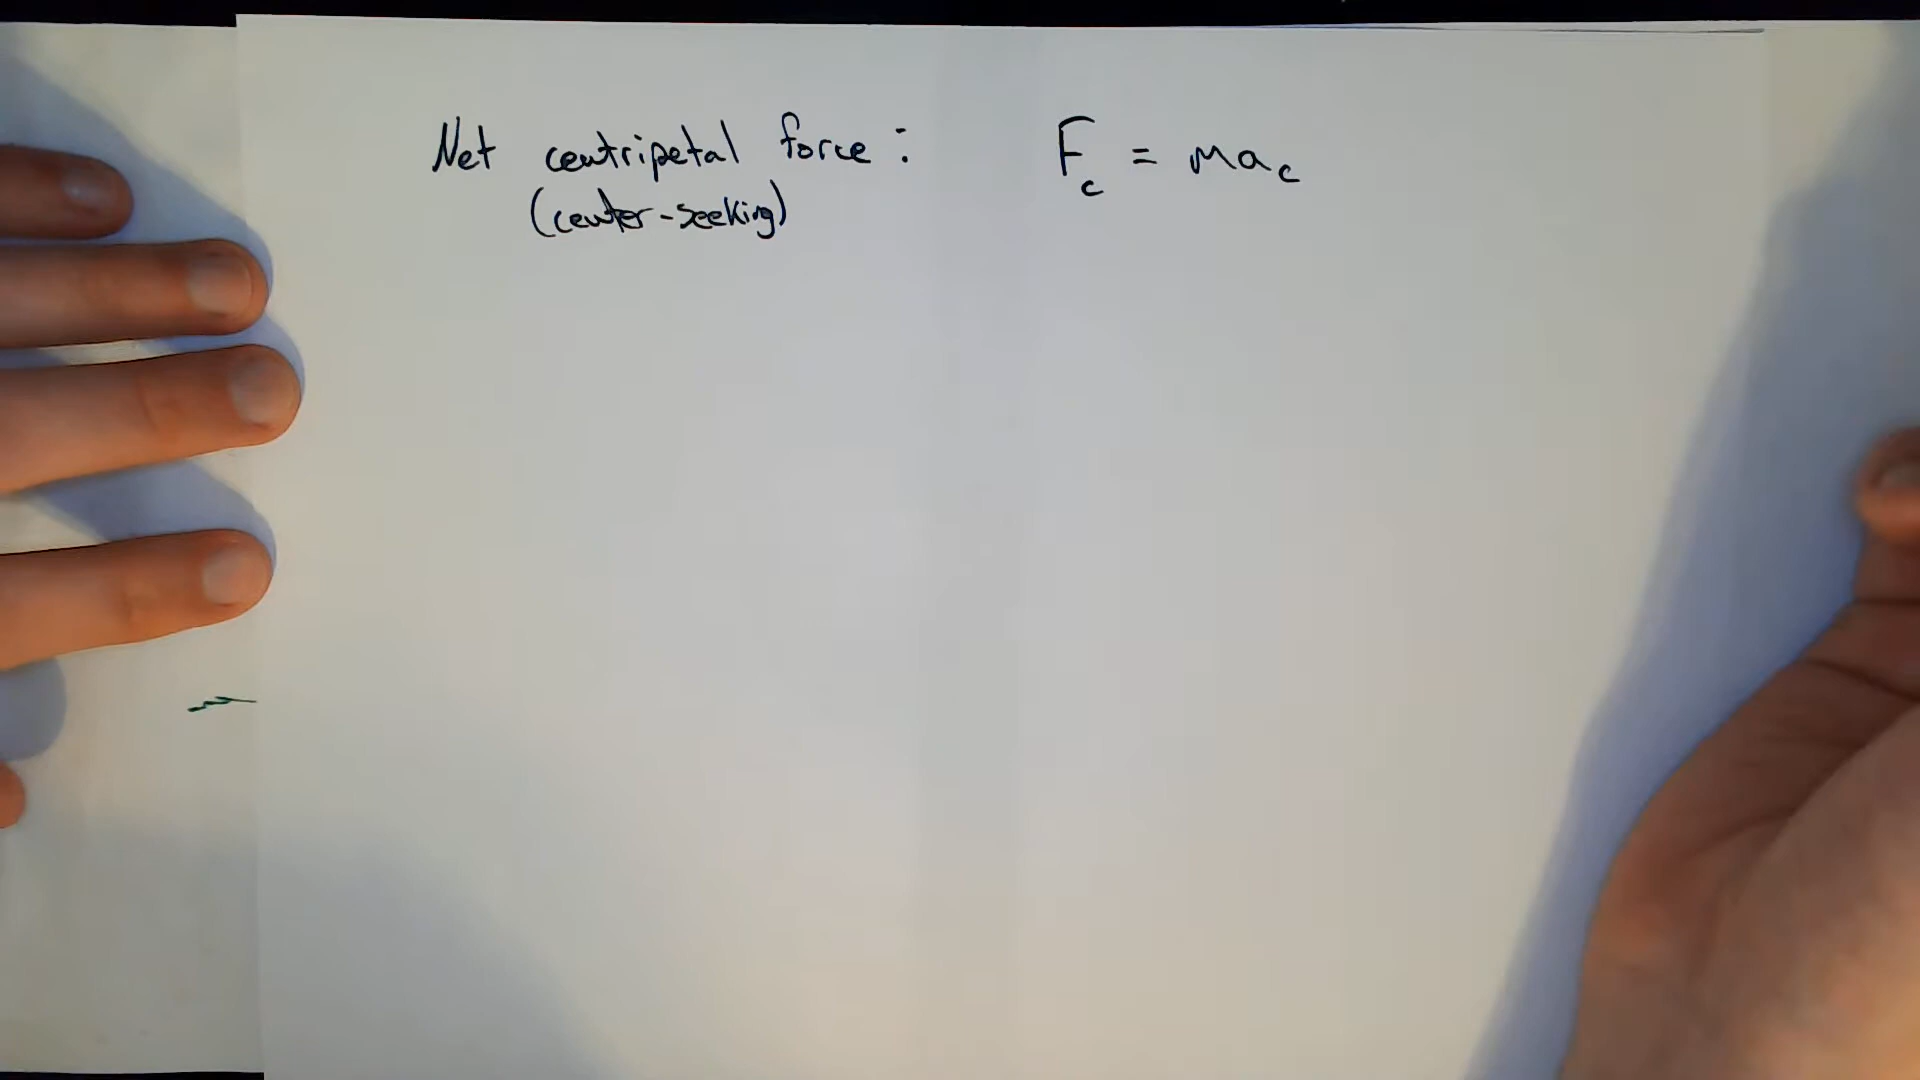 Net centripetal force : F_c = ma_c
(center-seeking)